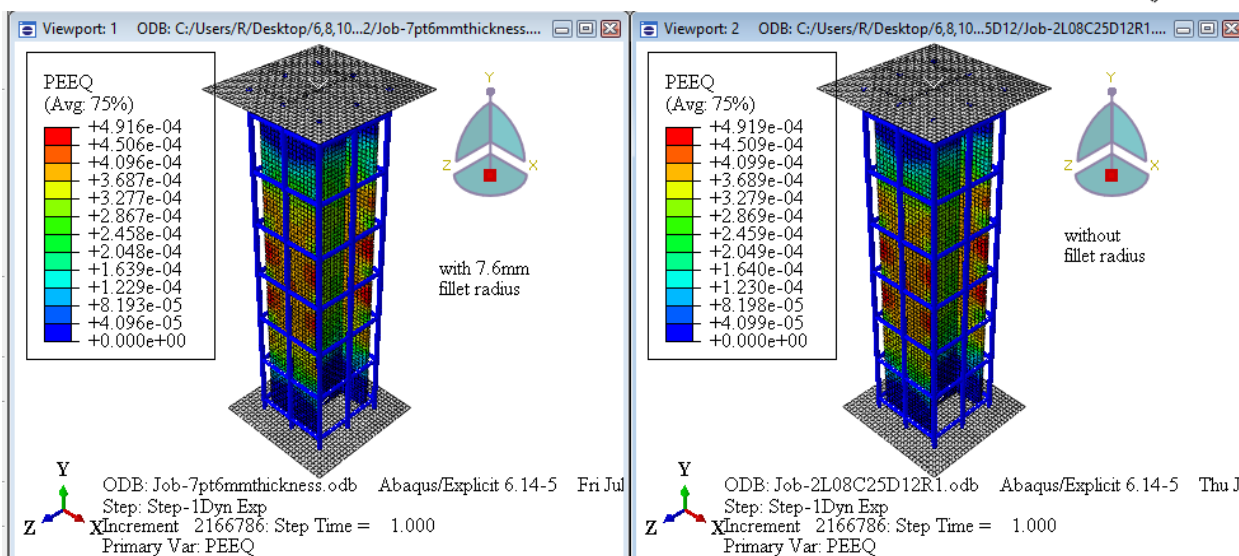 Viewport: 1 ODB: C:/Users/R/Desktop/6,8,10...2/Job-7pt6mmthickness....
PEEQ
(Avg: 75%)
+4.916e-04
+4.506e-04
+4.096e-04
+3.687e-04
+3.277e-04
+2.867e-04
+2.458e-04
+2.048e-04
+1.639e-04
+1.229e-04
+8.193e-05
+4.096e-05
+0.000e+00
Y
Z
X
with 7.6mm
fillet radius
Y
Z
X
ODB: Job-7pt6mmthickness.odb Abaqus/Explicit 6.14-5 Fri Jul
Step: Step-1Dyn Exp
Increment 2166786: Step Time = 1.000
Primary Var: PEEQ
Viewport: 2 ODB: C:/Users/R/Desktop/6,8,10...5D12/Job-2L08C25D12R1....
PEEQ
(Avg: 75%)
+4.919e-04
+4.509e-04
+4.099e-04
+3.689e-04
+3.279e-04
+2.869e-04
+2.459e-04
+2.049e-04
+1.640e-04
+1.230e-04
+8.198e-05
+4.099e-05
+0.000e+00
Y
Z
X
without
fillet radius
Y
Z
X
ODB: Job-2L08C25D12R1.odb Abaqus/Explicit 6.14-5 Thu J
Step: Step-1Dyn Exp
Increment 2166786: Step Time = 1.000
Primary Var: PEEQ